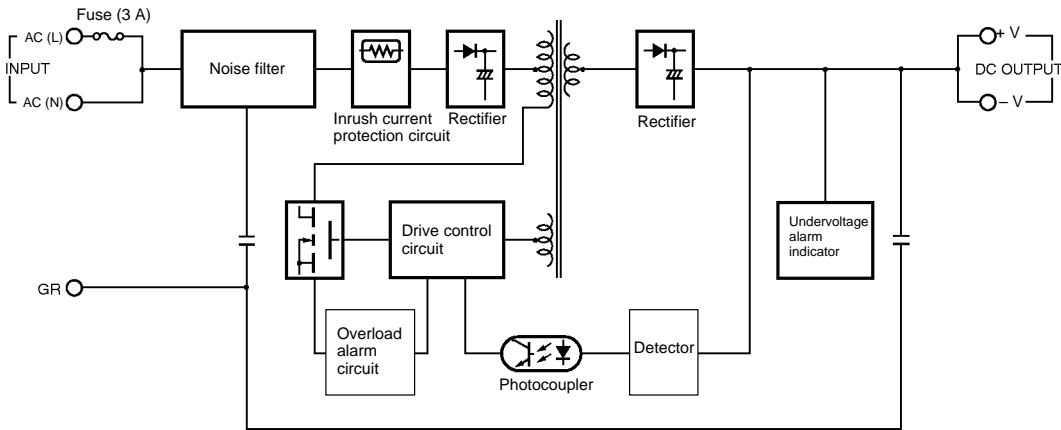 Fuse (3 A)
AC (L)
INPUT
AC (N)
Noise filter
Inrush current
protection circuit
Rectifier
Rectifier
+ V
DC OUTPUT
– V
Drive control
circuit
Undervoltage
alarm
indicator
GR
Overload
alarm
circuit
Photocoupler
Detector